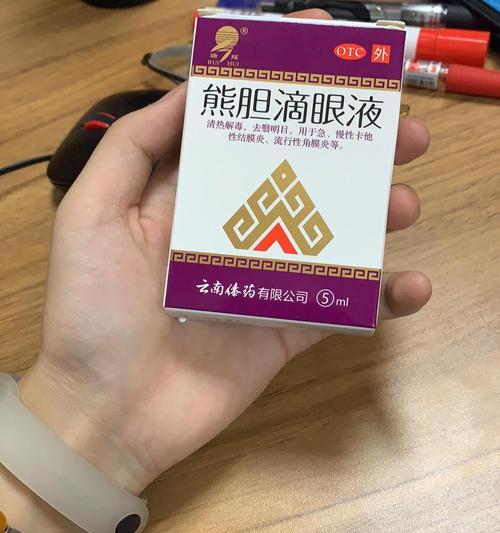 瑞 辉
RUI HUI
®
OTC 外
熊胆滴眼液
清热解毒、去翳明目。用于急、慢性卡他
性结膜炎、流行性角膜炎等。
云南傣药有限公司 5ml